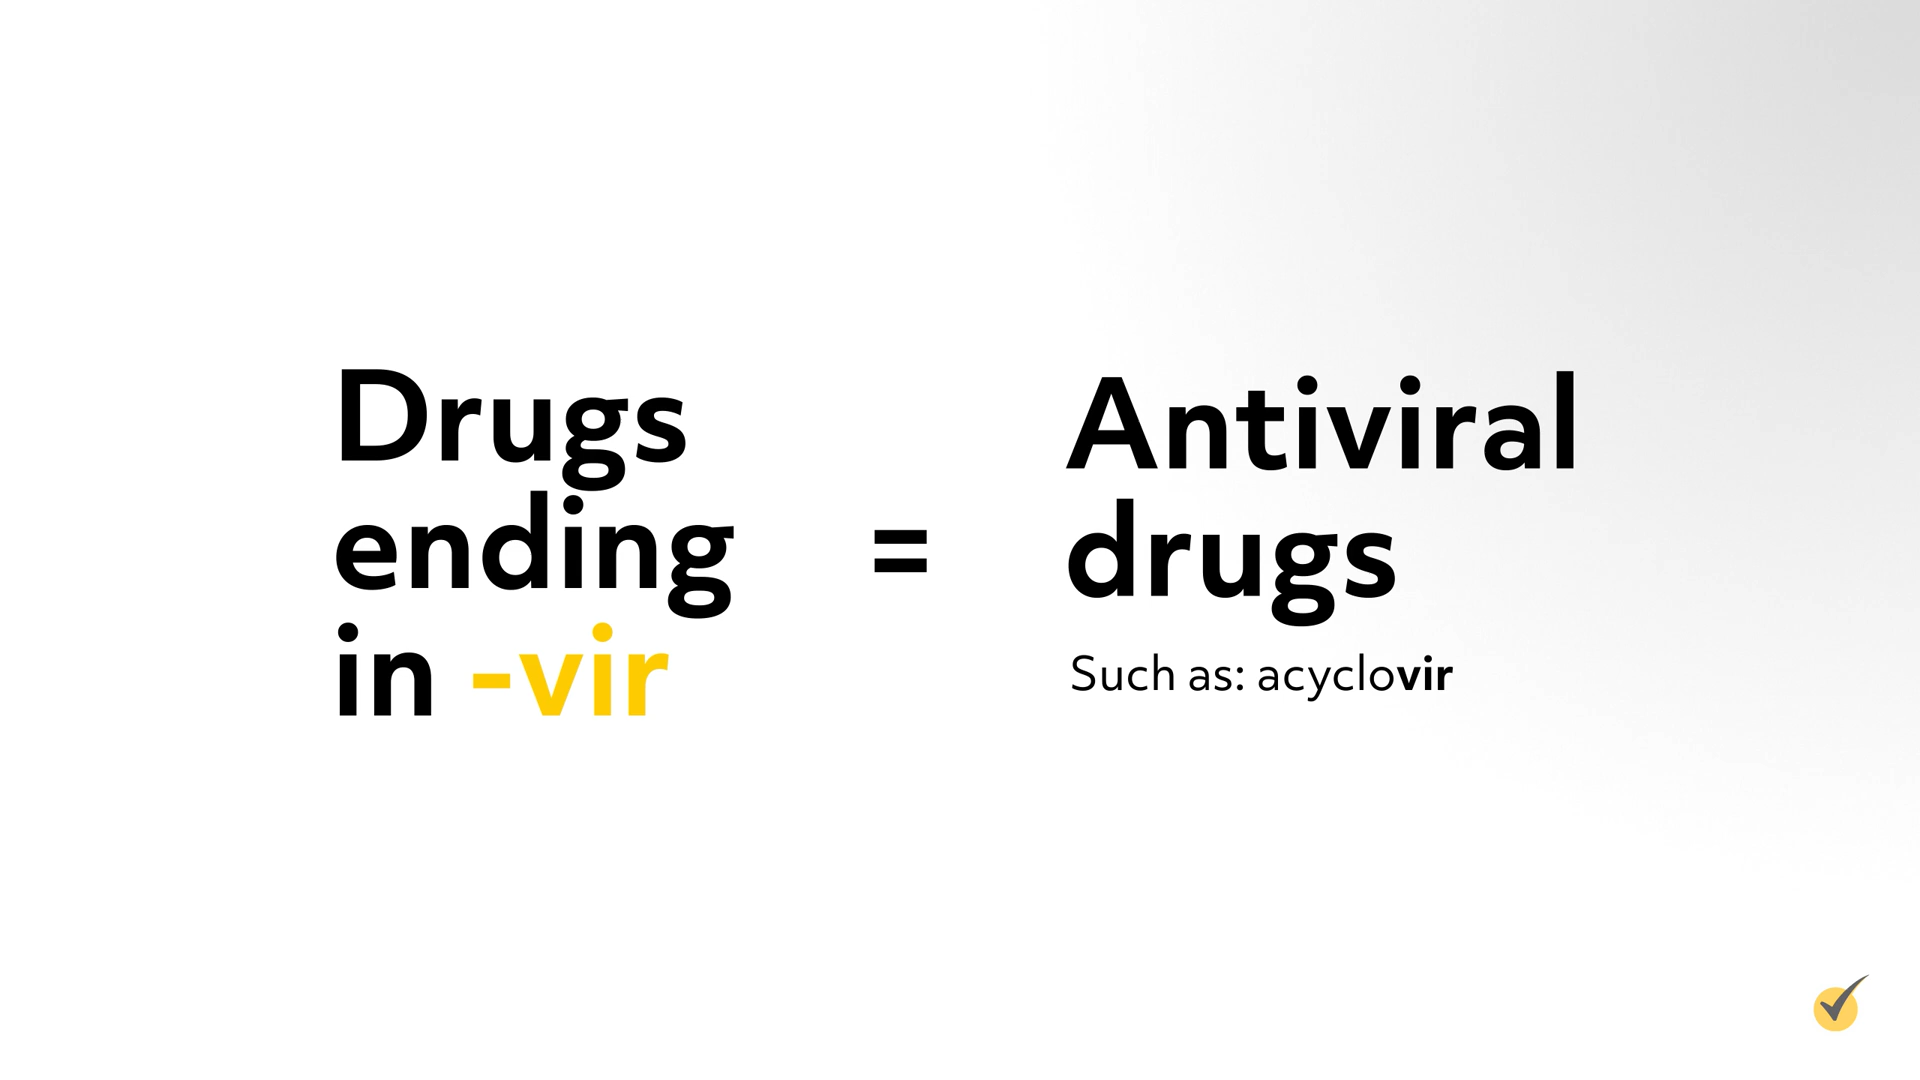 Drugs
ending
in -vir
=
Antiviral
drugs
Such as: acyclovir